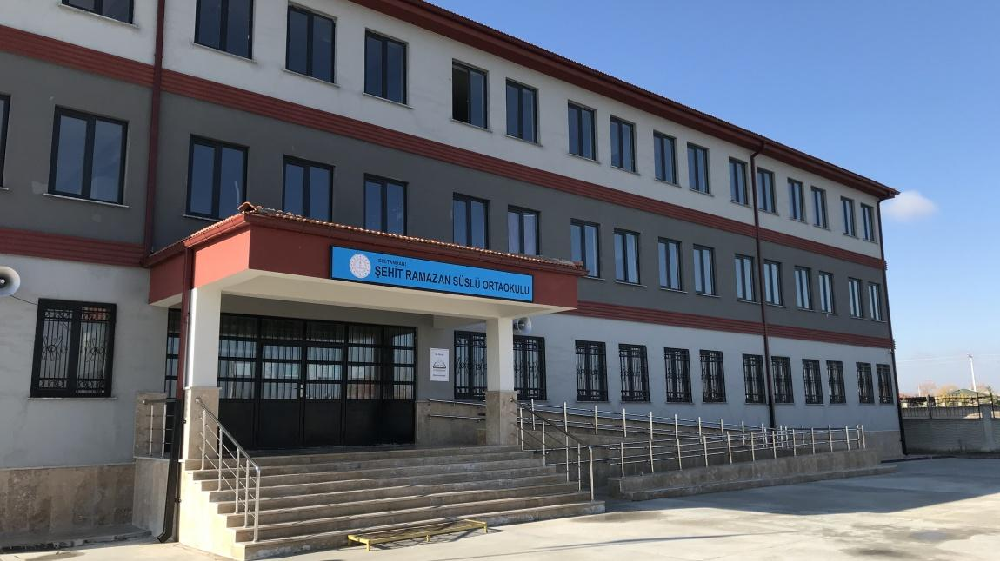 SULTANHANI
ŞEHİT RAMAZAN SÜSLÜ ORTAOKULU